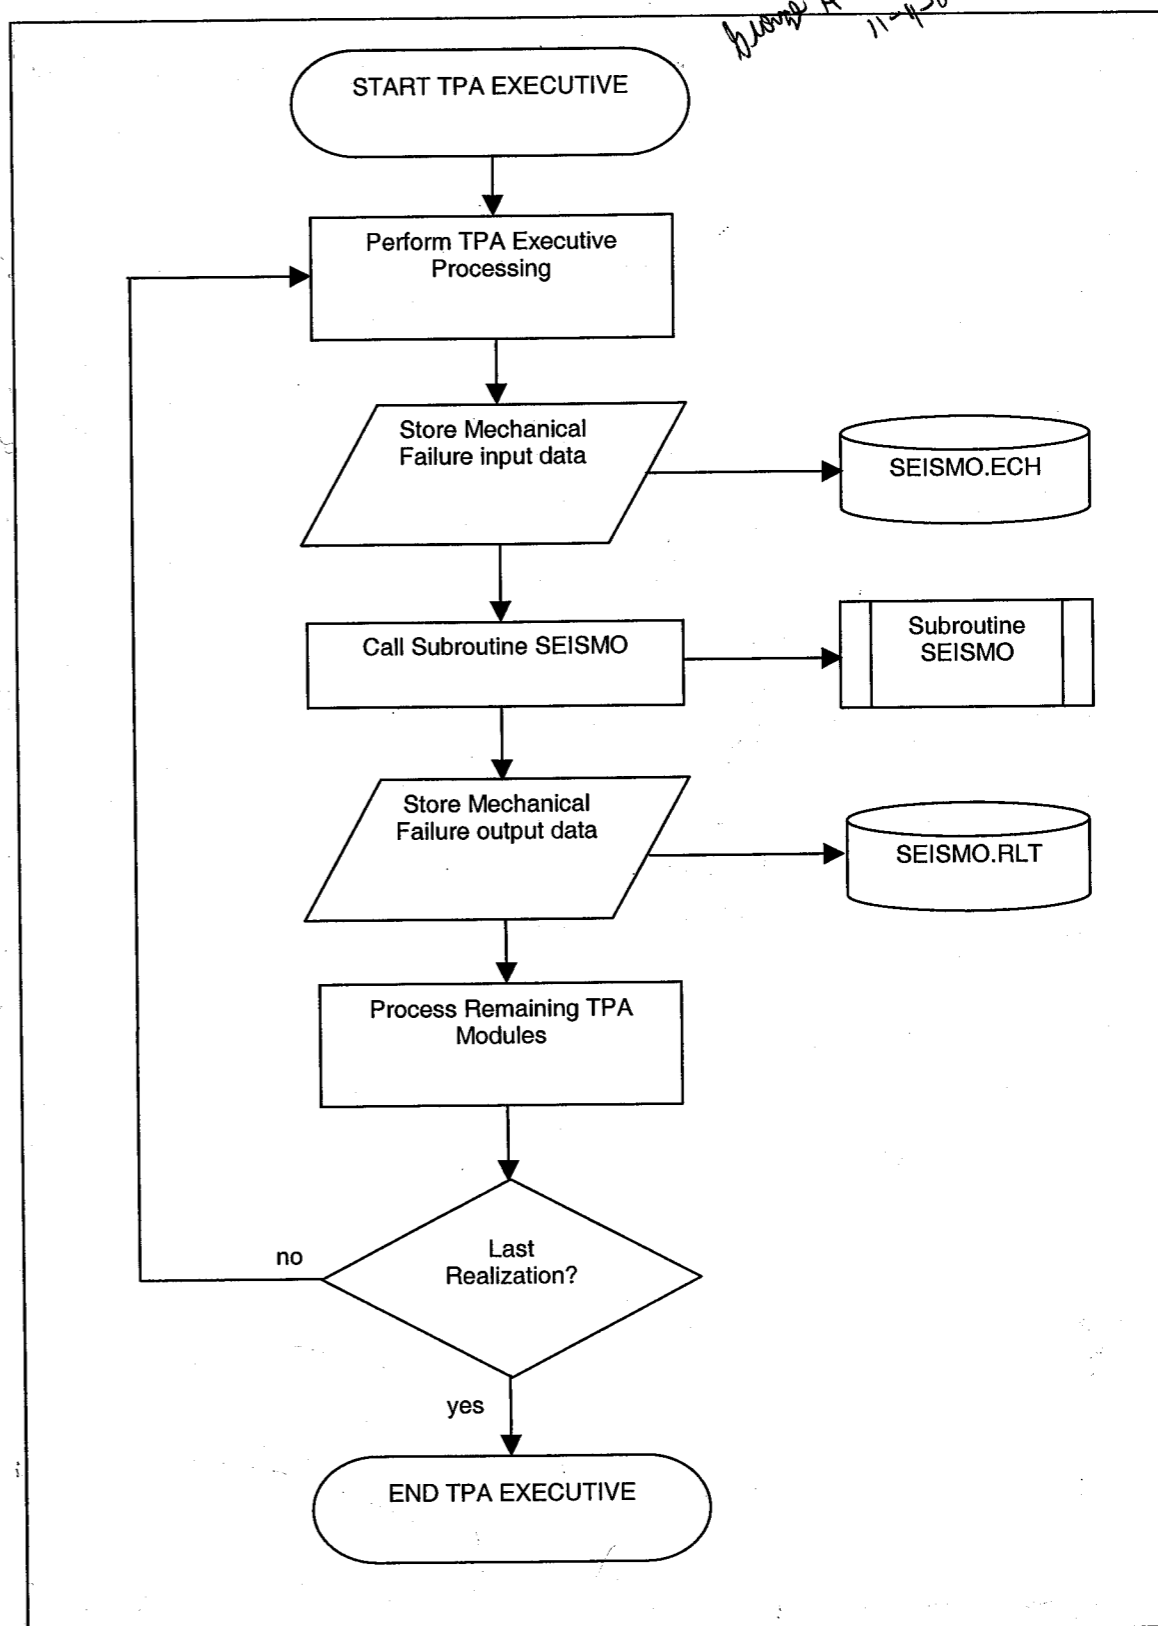 George
START TPA EXECUTIVE
Perform TPA Executive
Processing
Store Mechanical
Failure input data
SEISMO.ECH
Call Subroutine SEISMO
Subroutine
SEISMO
Store Mechanical
Failure output data
SEISMO.RLT
Process Remaining TPA
Modules
Last
Realization?
no
yes
END TPA EXECUTIVE